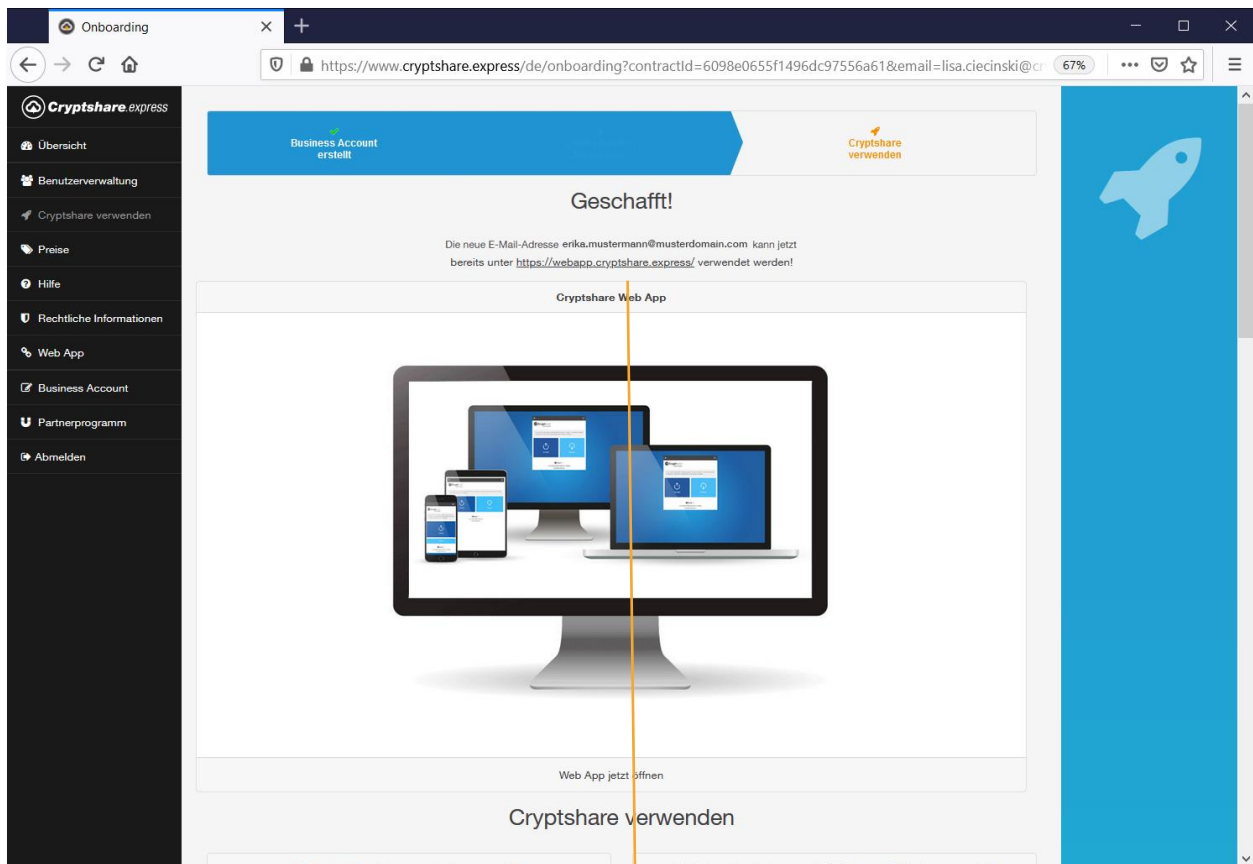 Onboarding
https://www.cryptshare.express/de/onboarding?contractId=6098e0655f1496dc97556a61&email=lisa.ciecinski@cr
67%
Cryptshare.express
Übersicht
Benutzerverwaltung
Cryptshare verwenden
Preise
Hilfe
Rechtliche Informationen
Web App
Business Account
Partnerprogramm
Abmelden
Business Account
erstellt
Cryptshare
verwenden
Geschafft!
Die neue E-Mail-Adresse erika.mustermann@musterdomain.com kann jetzt
bereits unter https://webapp.cryptshare.express/ verwendet werden!
Cryptshare Web App
Web App jetzt öffnen
Cryptshare verwenden